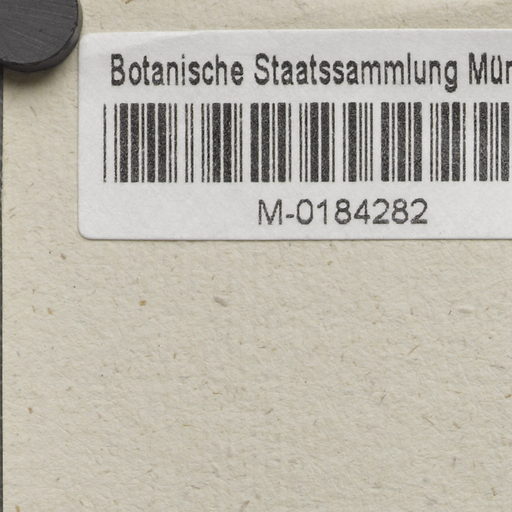 Botanische Staatssammlung Mün
M-0184282